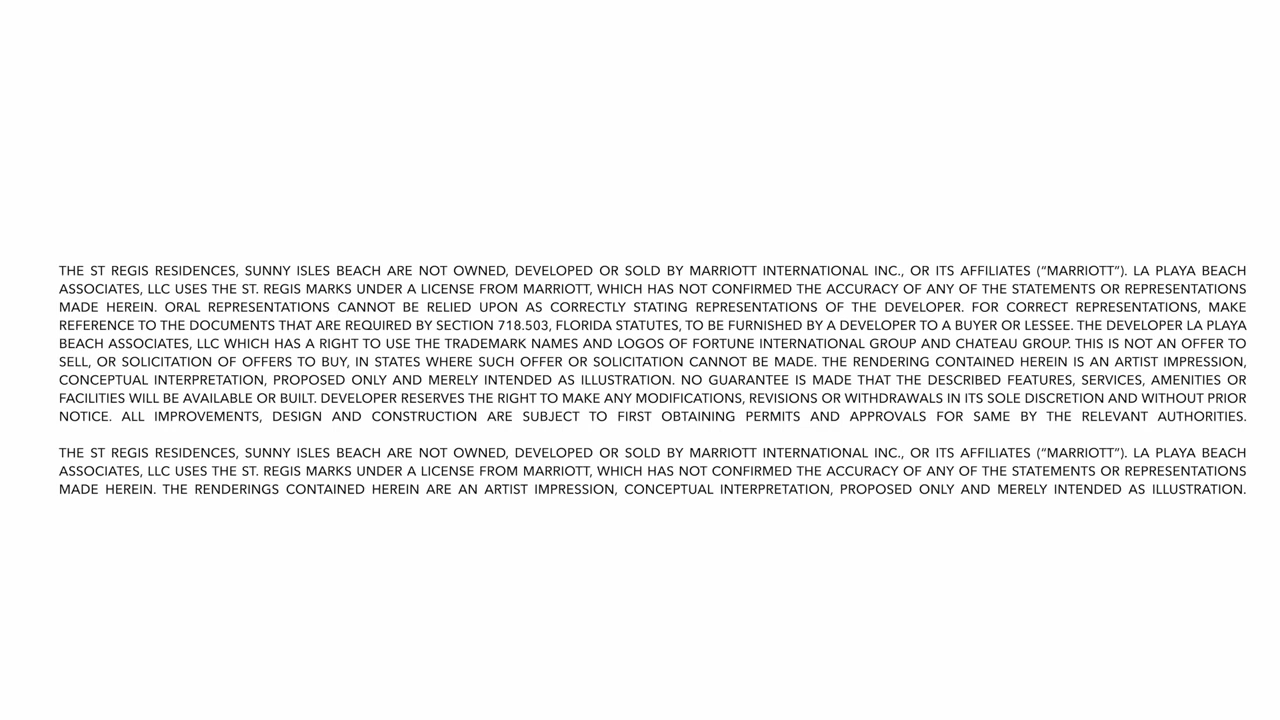 THE ST REGIS RESIDENCES, SUNNY ISLES BEACH ARE NOT OWNED, DEVELOPED OR SOLD BY MARRIOTT INTERNATIONAL INC., OR ITS AFFILIATES (“MARRIOTT”). LA PLAYA BEACH
ASSOCIATES, LLC USES THE ST. REGIS MARKS UNDER A LICENSE FROM MARRIOTT, WHICH HAS NOT CONFIRMED THE ACCURACY OF ANY OF THE STATEMENTS OR REPRESENTATIONS
MADE HEREIN. ORAL REPRESENTATIONS CANNOT BE RELIED UPON AS CORRECTLY STATING REPRESENTATIONS OF THE DEVELOPER. FOR CORRECT REPRESENTATIONS, MAKE
REFERENCE TO THE DOCUMENTS THAT ARE REQUIRED BY SECTION 718.503, FLORIDA STATUTES, TO BE FURNISHED BY A DEVELOPER TO A BUYER OR LESSEE. THE DEVELOPER LA PLAYA
BEACH ASSOCIATES, LLC WHICH HAS A RIGHT TO USE THE TRADEMARK NAMES AND LOGOS OF FORTUNE INTERNATIONAL GROUP AND CHATEAU GROUP. THIS IS NOT AN OFFER TO
SELL, OR SOLICITATION OF OFFERS TO BUY, IN STATES WHERE SUCH OFFER OR SOLICITATION CANNOT BE MADE. THE RENDERING CONTAINED HEREIN IS AN ARTIST IMPRESSION,
CONCEPTUAL INTERPRETATION, PROPOSED ONLY AND MERELY INTENDED AS ILLUSTRATION. NO GUARANTEE IS MADE THAT THE DESCRIBED FEATURES, SERVICES, AMENITIES OR
FACILITIES WILL BE AVAILABLE OR BUILT. DEVELOPER RESERVES THE RIGHT TO MAKE ANY MODIFICATIONS, REVISIONS OR WITHDRAWALS IN ITS SOLE DISCRETION AND WITHOUT PRIOR
NOTICE. ALL IMPROVEMENTS, DESIGN AND CONSTRUCTION ARE SUBJECT TO FIRST OBTAINING PERMITS AND APPROVALS FOR SAME BY THE RELEVANT AUTHORITIES.
THE ST REGIS RESIDENCES, SUNNY ISLES BEACH ARE NOT OWNED, DEVELOPED OR SOLD BY MARRIOTT INTERNATIONAL INC., OR ITS AFFILIATES (“MARRIOTT”). LA PLAYA BEACH
ASSOCIATES, LLC USES THE ST. REGIS MARKS UNDER A LICENSE FROM MARRIOTT, WHICH HAS NOT CONFIRMED THE ACCURACY OF ANY OF THE STATEMENTS OR REPRESENTATIONS
MADE HEREIN. THE RENDERINGS CONTAINED HEREIN ARE AN ARTIST IMPRESSION, CONCEPTUAL INTERPRETATION, PROPOSED ONLY AND MERELY INTENDED AS ILLUSTRATION.